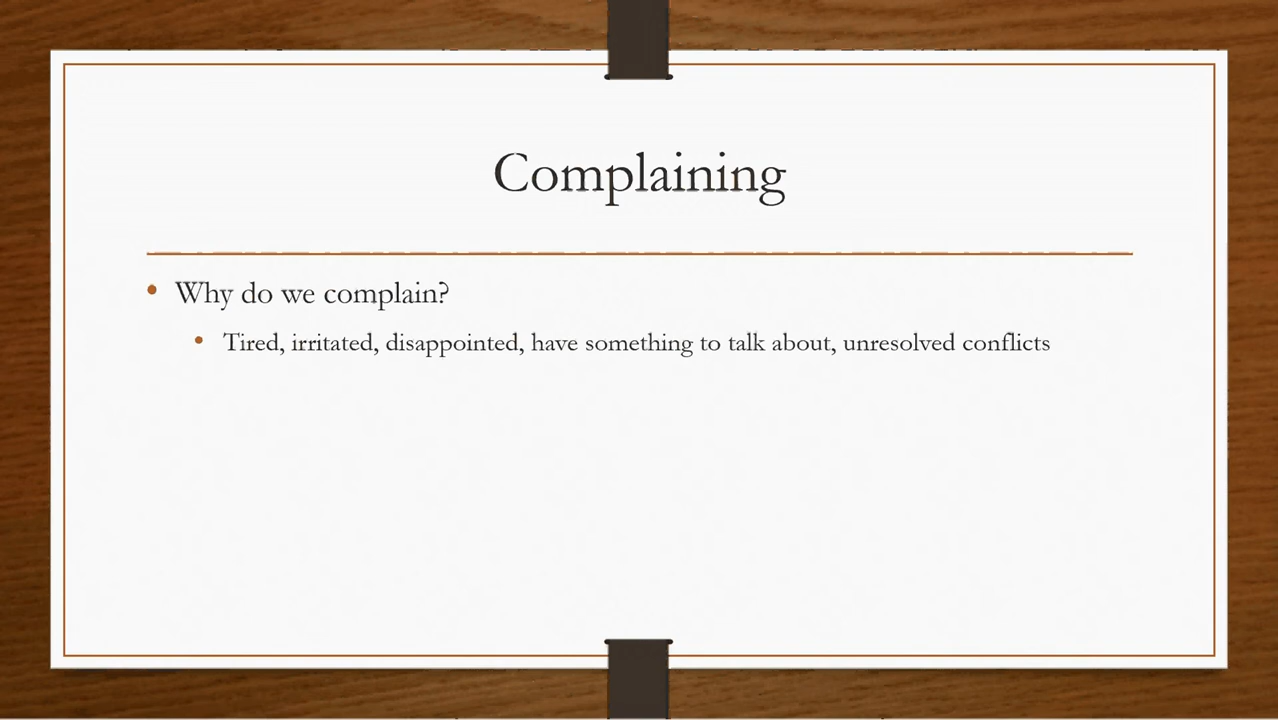 Complaining
Why do we complain?
Tired, irritated, disappointed, have something to talk about, unresolved conflicts